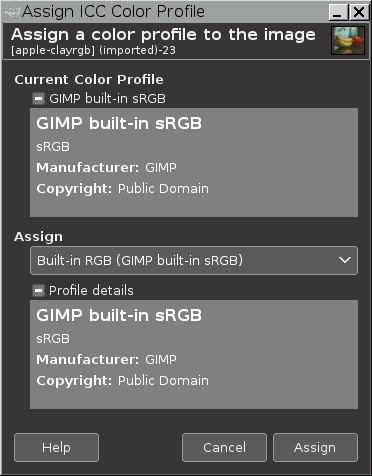 Assign ICC Color Profile
Assign a color profile to the image
[apple-clayrgb] (imported)-23
Current Color Profile
GIMP built-in sRGB
GIMP built-in sRGB
sRGB
Manufacturer: GIMP
Copyright: Public Domain
Assign
Built-in RGB (GIMP built-in sRGB)
Profile details
GIMP built-in sRGB
sRGB
Manufacturer: GIMP
Copyright: Public Domain
Help
Cancel
Assign